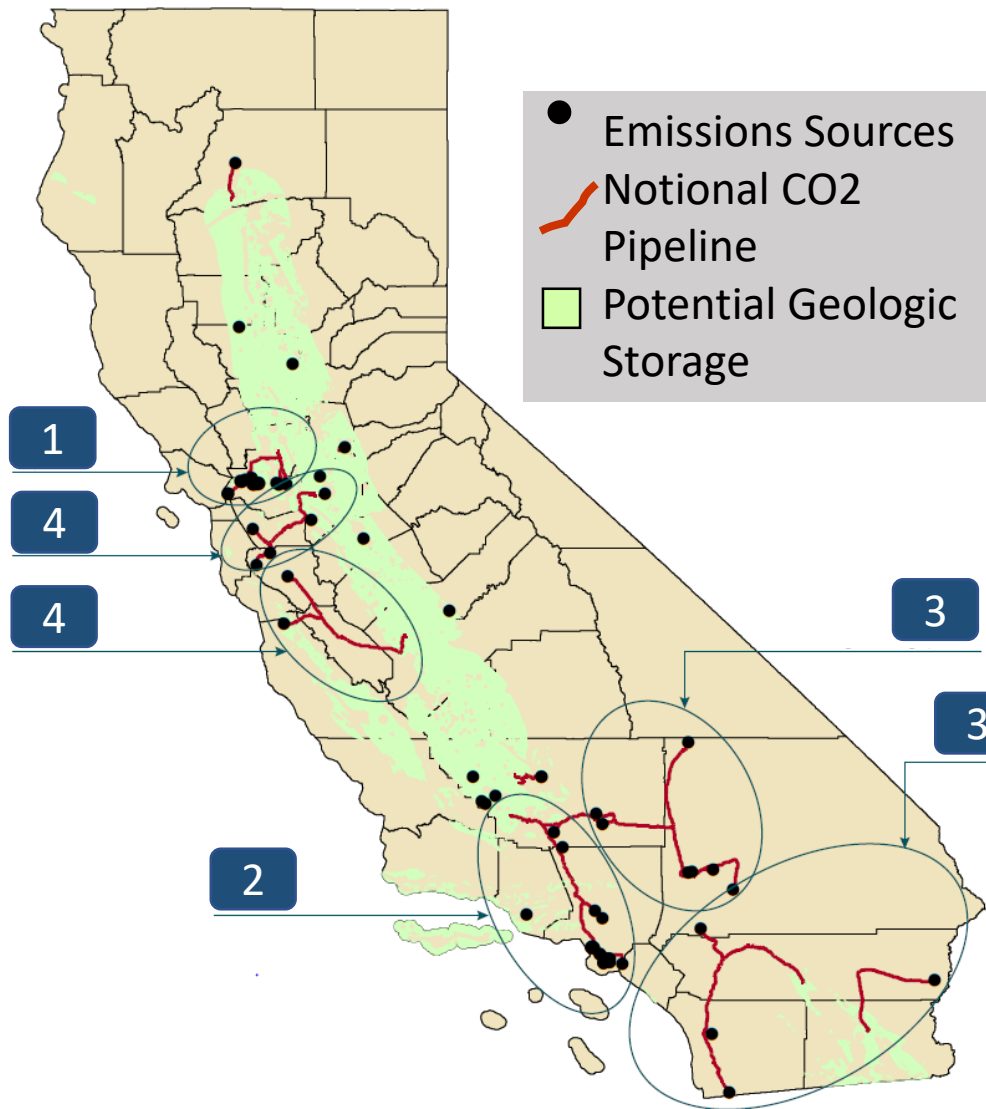 Emissions Sources
Notional CO2
Pipeline
Potential Geologic
Storage
1
4
4
3
3
2